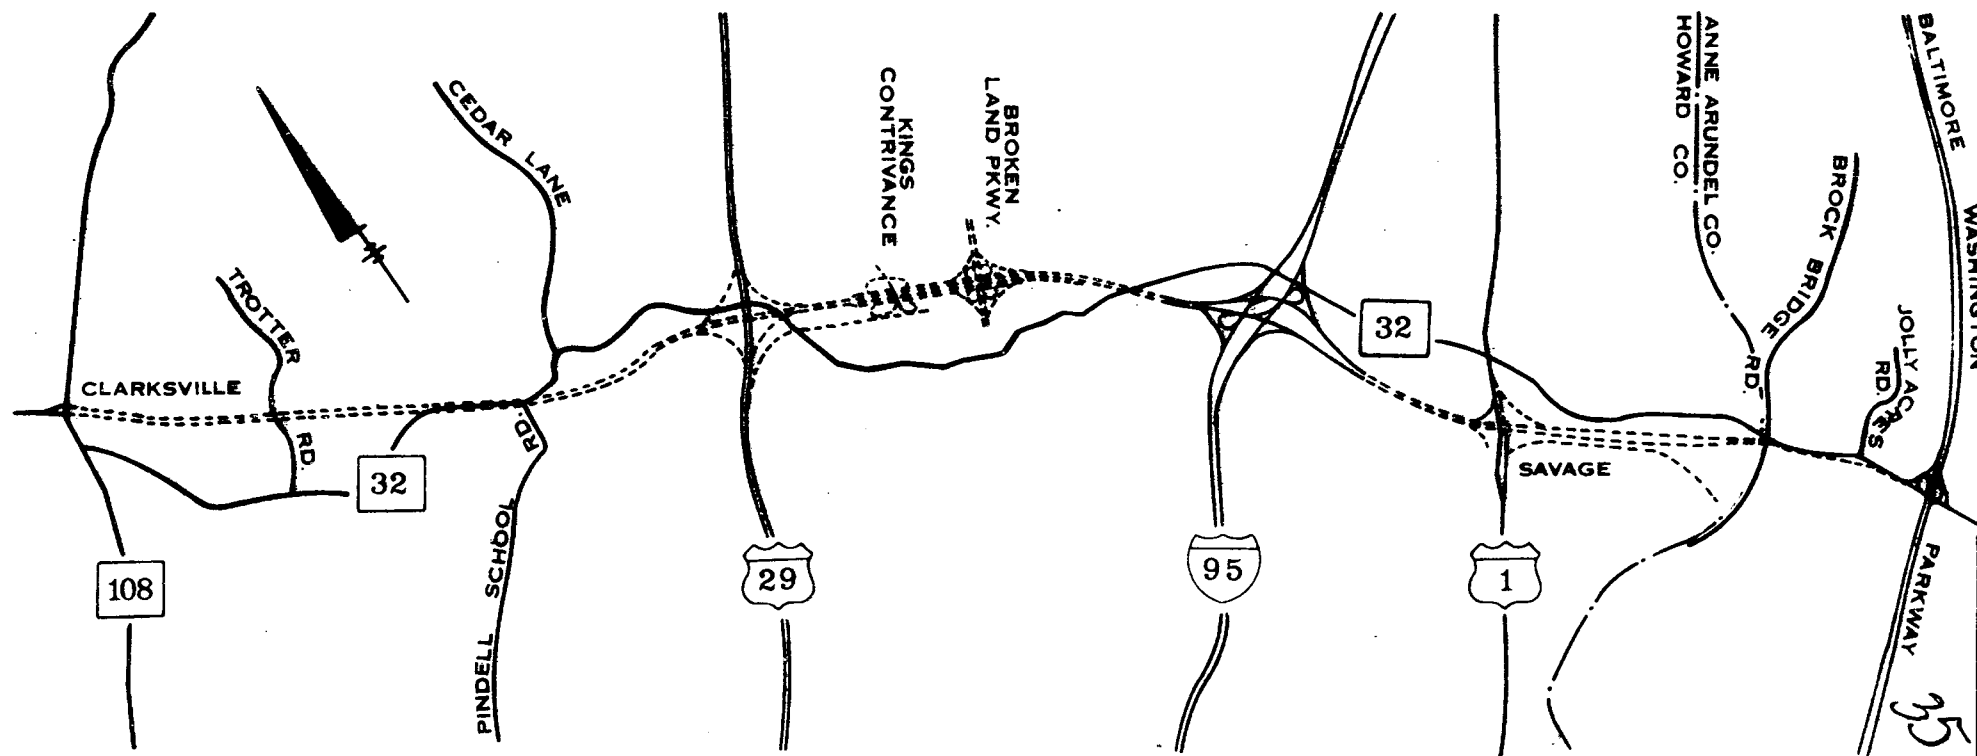 CLARKSVILLE
TROTTER
RD.
CEDAR LANE
32
108
PINDELL SCHOOL
RD
29
KINGS
CONTRIVANCE
BROKEN
LAND PKWY.
95
32
1
SAVAGE
ANNE ARUNDEL CO.
HOWARD CO.
BROCK BRIDGE
RD.
JOLLY ACRES
RD.
BALTIMORE
WASHINGTON
PARKWAY
35